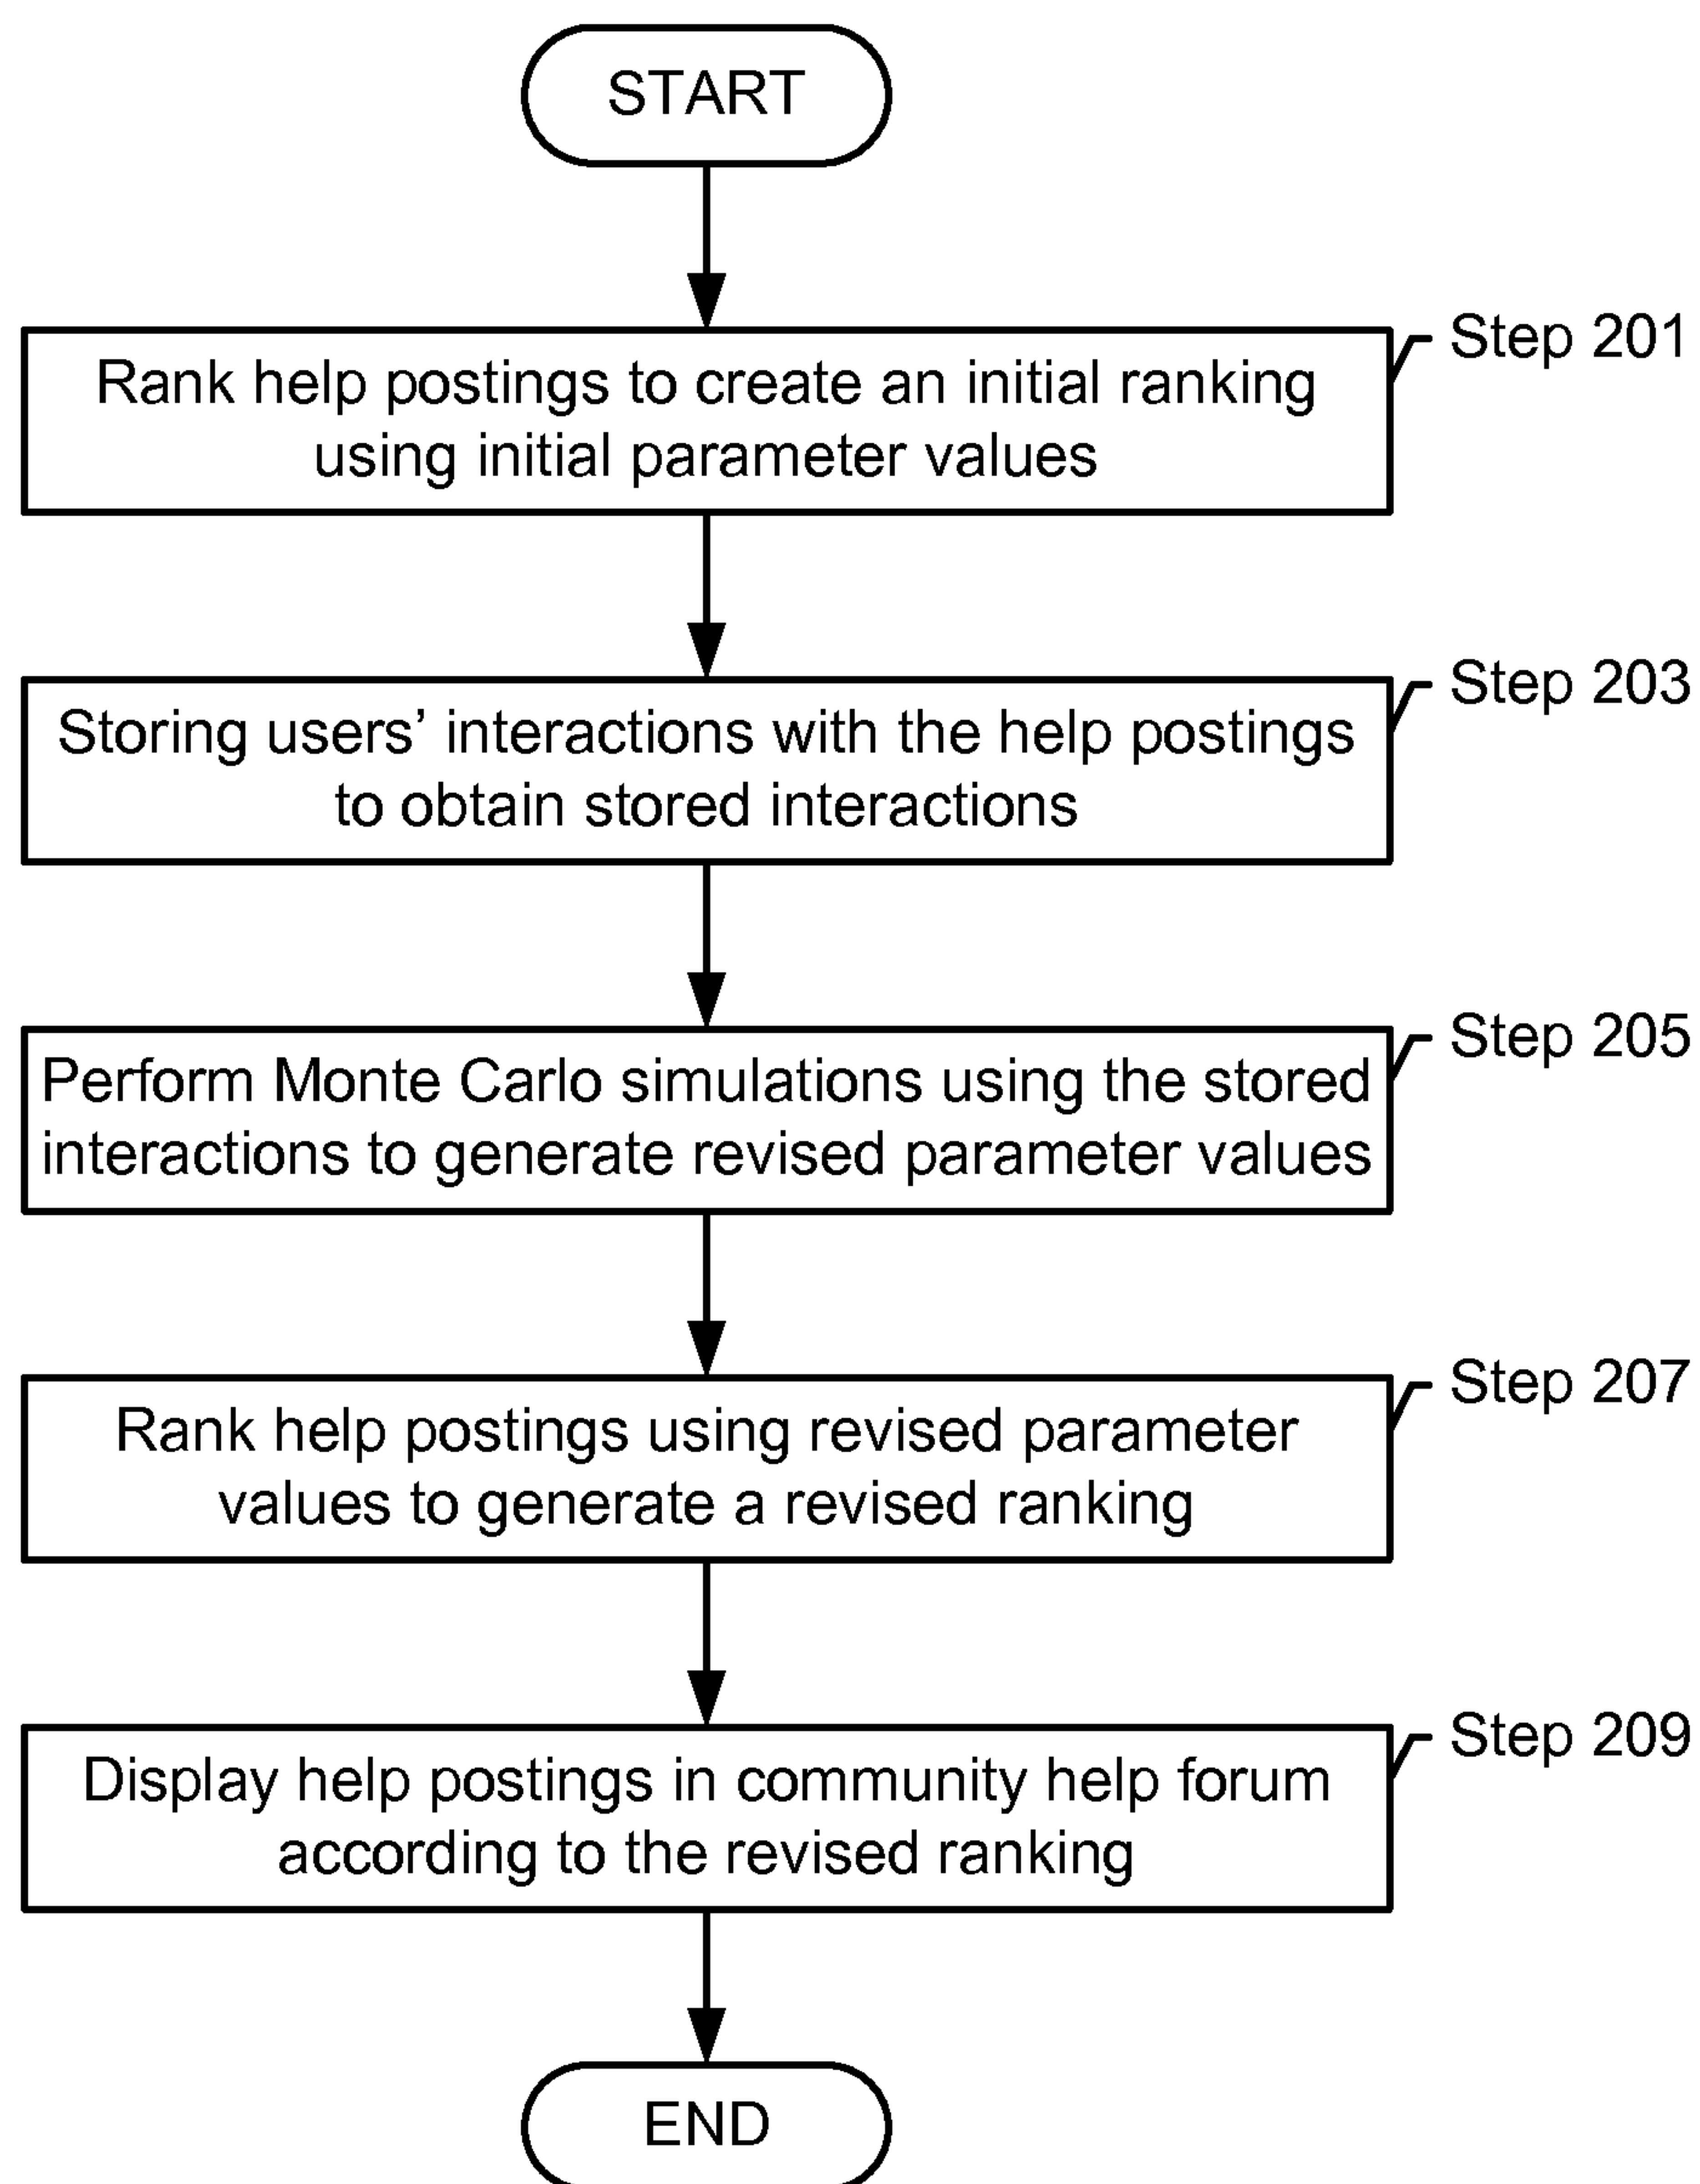 START
Step 201
Rank help postings to create an initial ranking
using initial parameter values
Step 203
Storing users’ interactions with the help postings
to obtain stored interactions
Step 205
Perform Monte Carlo simulations using the stored
interactions to generate revised parameter values
Step 207
Rank help postings using revised parameter
values to generate a revised ranking
Step 209
Display help postings in community help forum
according to the revised ranking
END